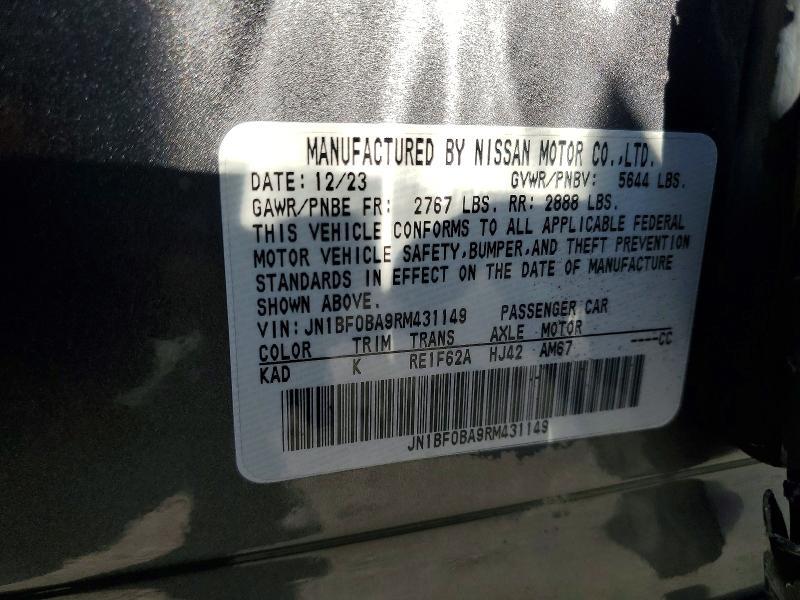 MANUFACTURED BY NISSAN MOTOR CO.,LTD.
DATE: 12/23 GVWR/PNBV: 5644 LBS.
GAWR/PNBE FR: 2767 LBS. RR: 2888 LBS.
THIS VEHICLE CONFORMS TO ALL APPLICABLE FEDERAL
MOTOR VEHICLE SAFETY,BUMPER,AND THEFT PREVENTION
STANDARDS IN EFFECT ON THE DATE OF MANUFACTURE
SHOWN ABOVE.
VIN: JN1BF0BA9RM431149 PASSENGER CAR
COLOR TRIM TRANS AXLE MOTOR ----CC
KAD K RE1F62A HJ42 AM67
JN1BF0BA9RM431149